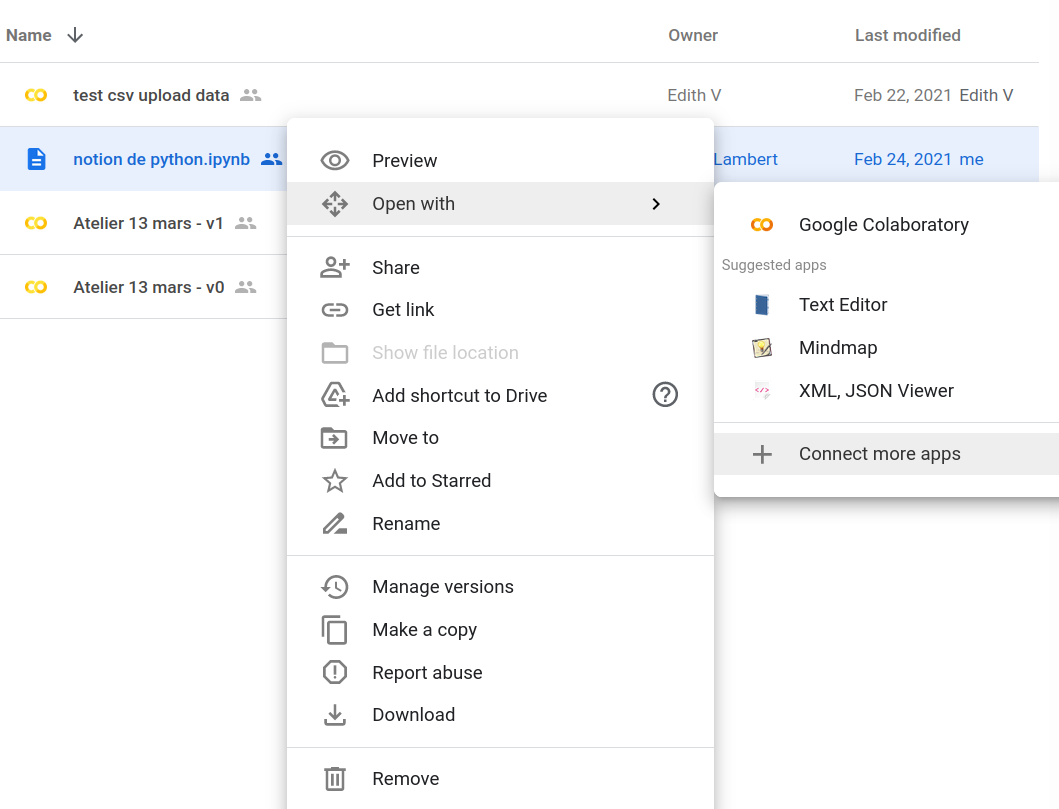 Name Owner Last modified
test csv upload data Edith V Feb 22, 2021 Edith V
notion de python.ipynb Lambert Feb 24, 2021 me
Atelier 13 mars - v1
Atelier 13 mars - v0
Preview
Open with
Share
Get link
Show file location
Add shortcut to Drive
Move to
Add to Starred
Rename
Manage versions
Make a copy
Report abuse
Download
Remove
Google Colaboratory
Suggested apps
Text Editor
Mindmap
XML, JSON Viewer
Connect more apps